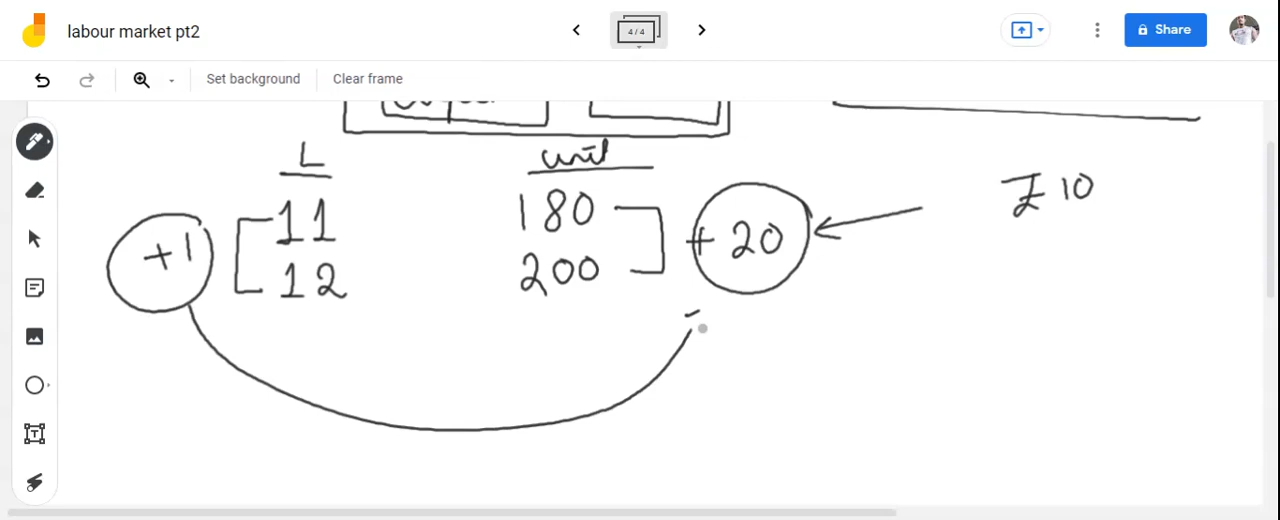 labour market pt2
4 / 4
Share
Set background
Clear frame
L unit
11 180
+1 + 20 £10
12 200